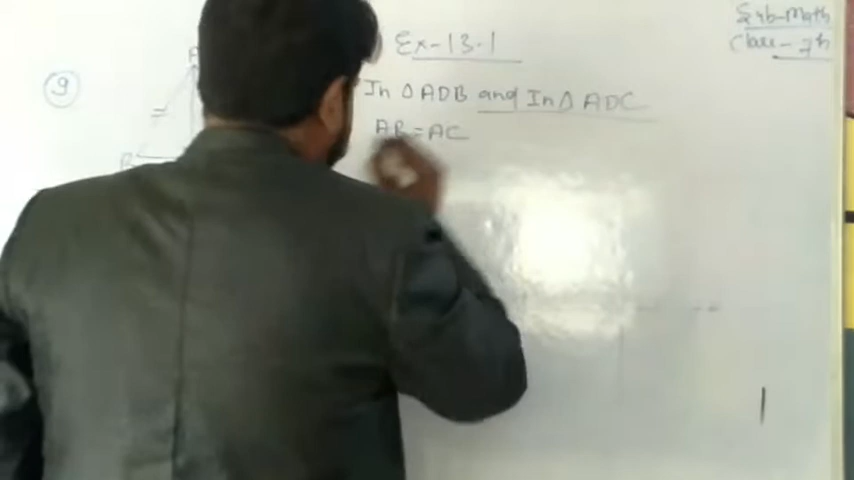 Sub-Math
Class-7th
Ex-13.1
9
In Δ ADB and In Δ ADC
AB=AC
A
B